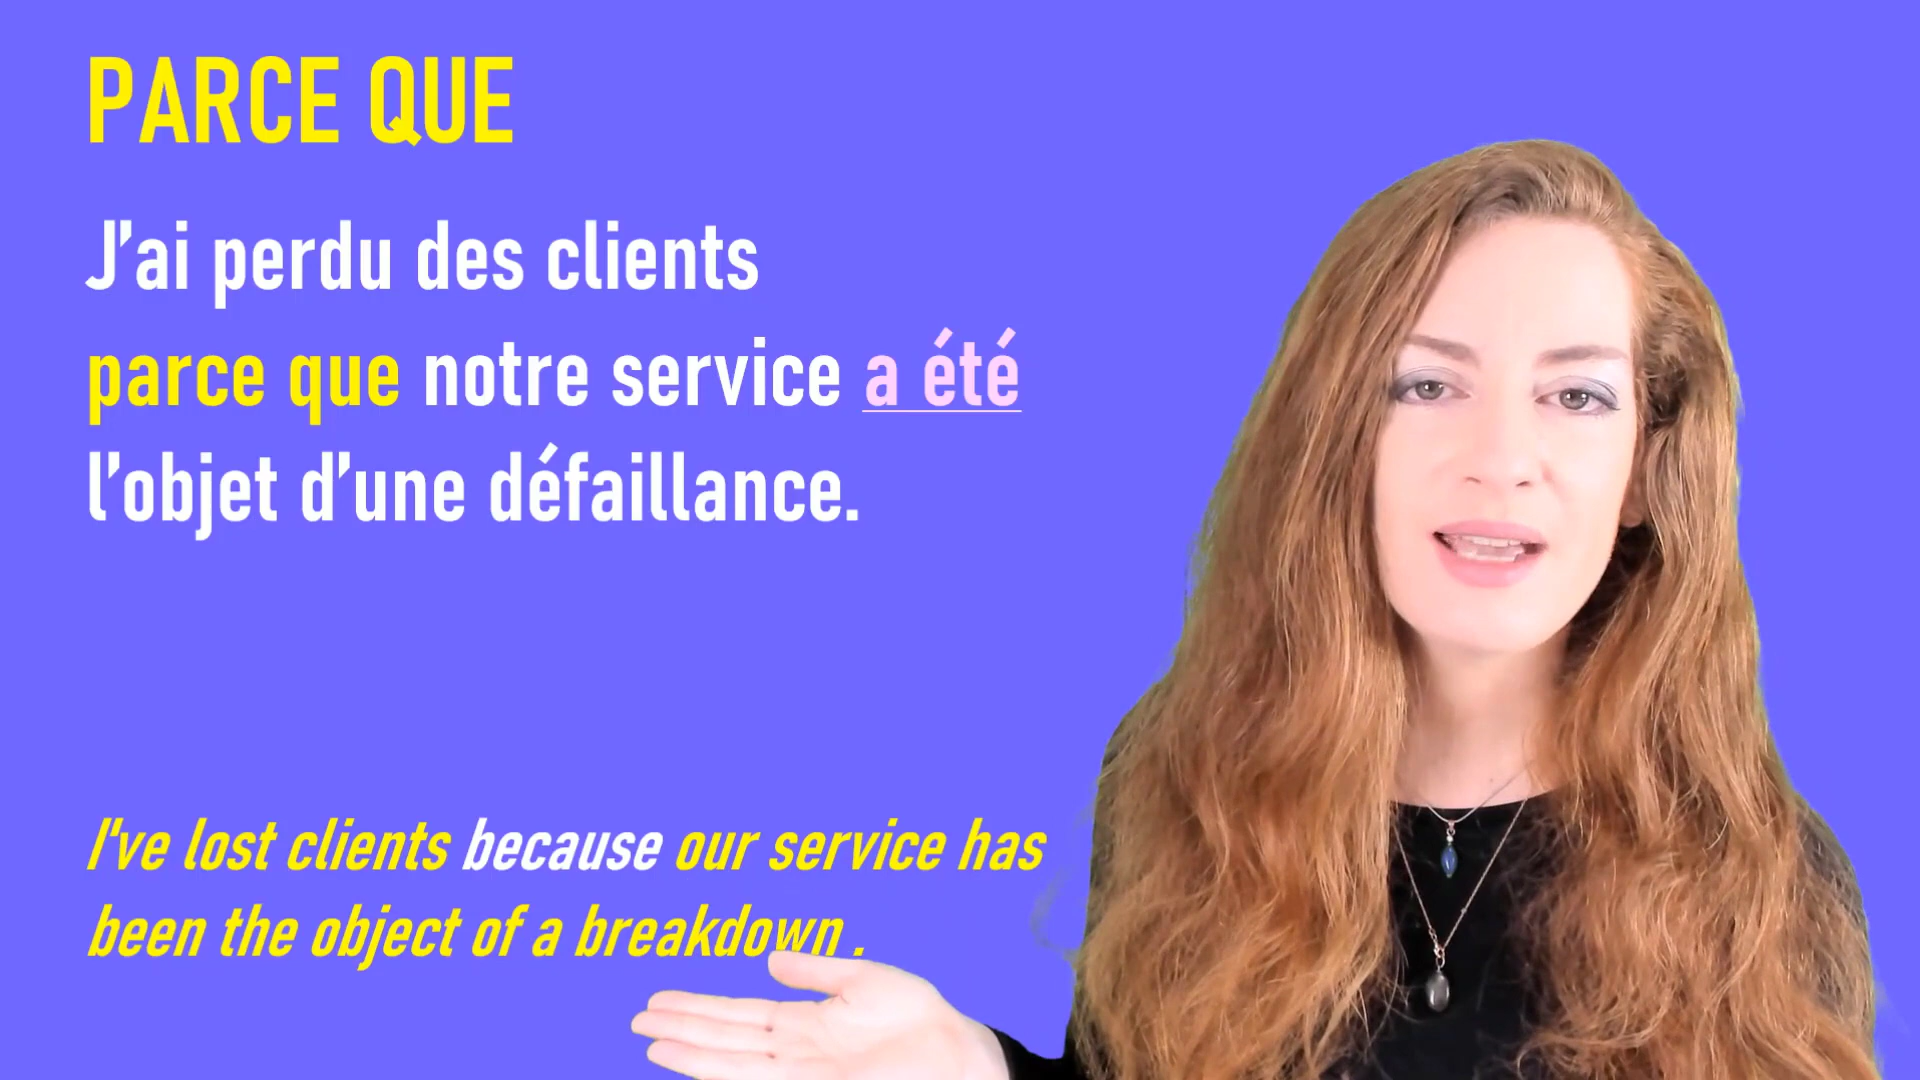 PARCE QUE
J’ai perdu des clients
parce que notre service a été
l’objet d’une défaillance.
I've lost clients because our service has
been the object of a breakdown .